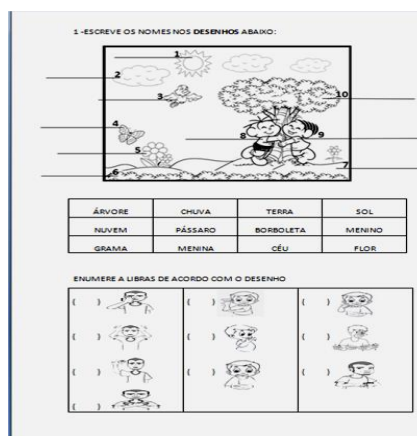 1 -ESCREVE OS NOMES NOS DESENHOS ABAIXO:
1
2
3
10
4
8
9
5
6
7
ÁRVORE CHUVA TERRA SOL
NUVEM PÁSSARO BORBOLETA MENINO
GRAMA MENINA CÉU FLOR
ENUMERE A LIBRAS DE ACORDO COM O DESENHO
( ) ( ) ( )
( ) ( ) ( )
( ) ( ) ( )
( )